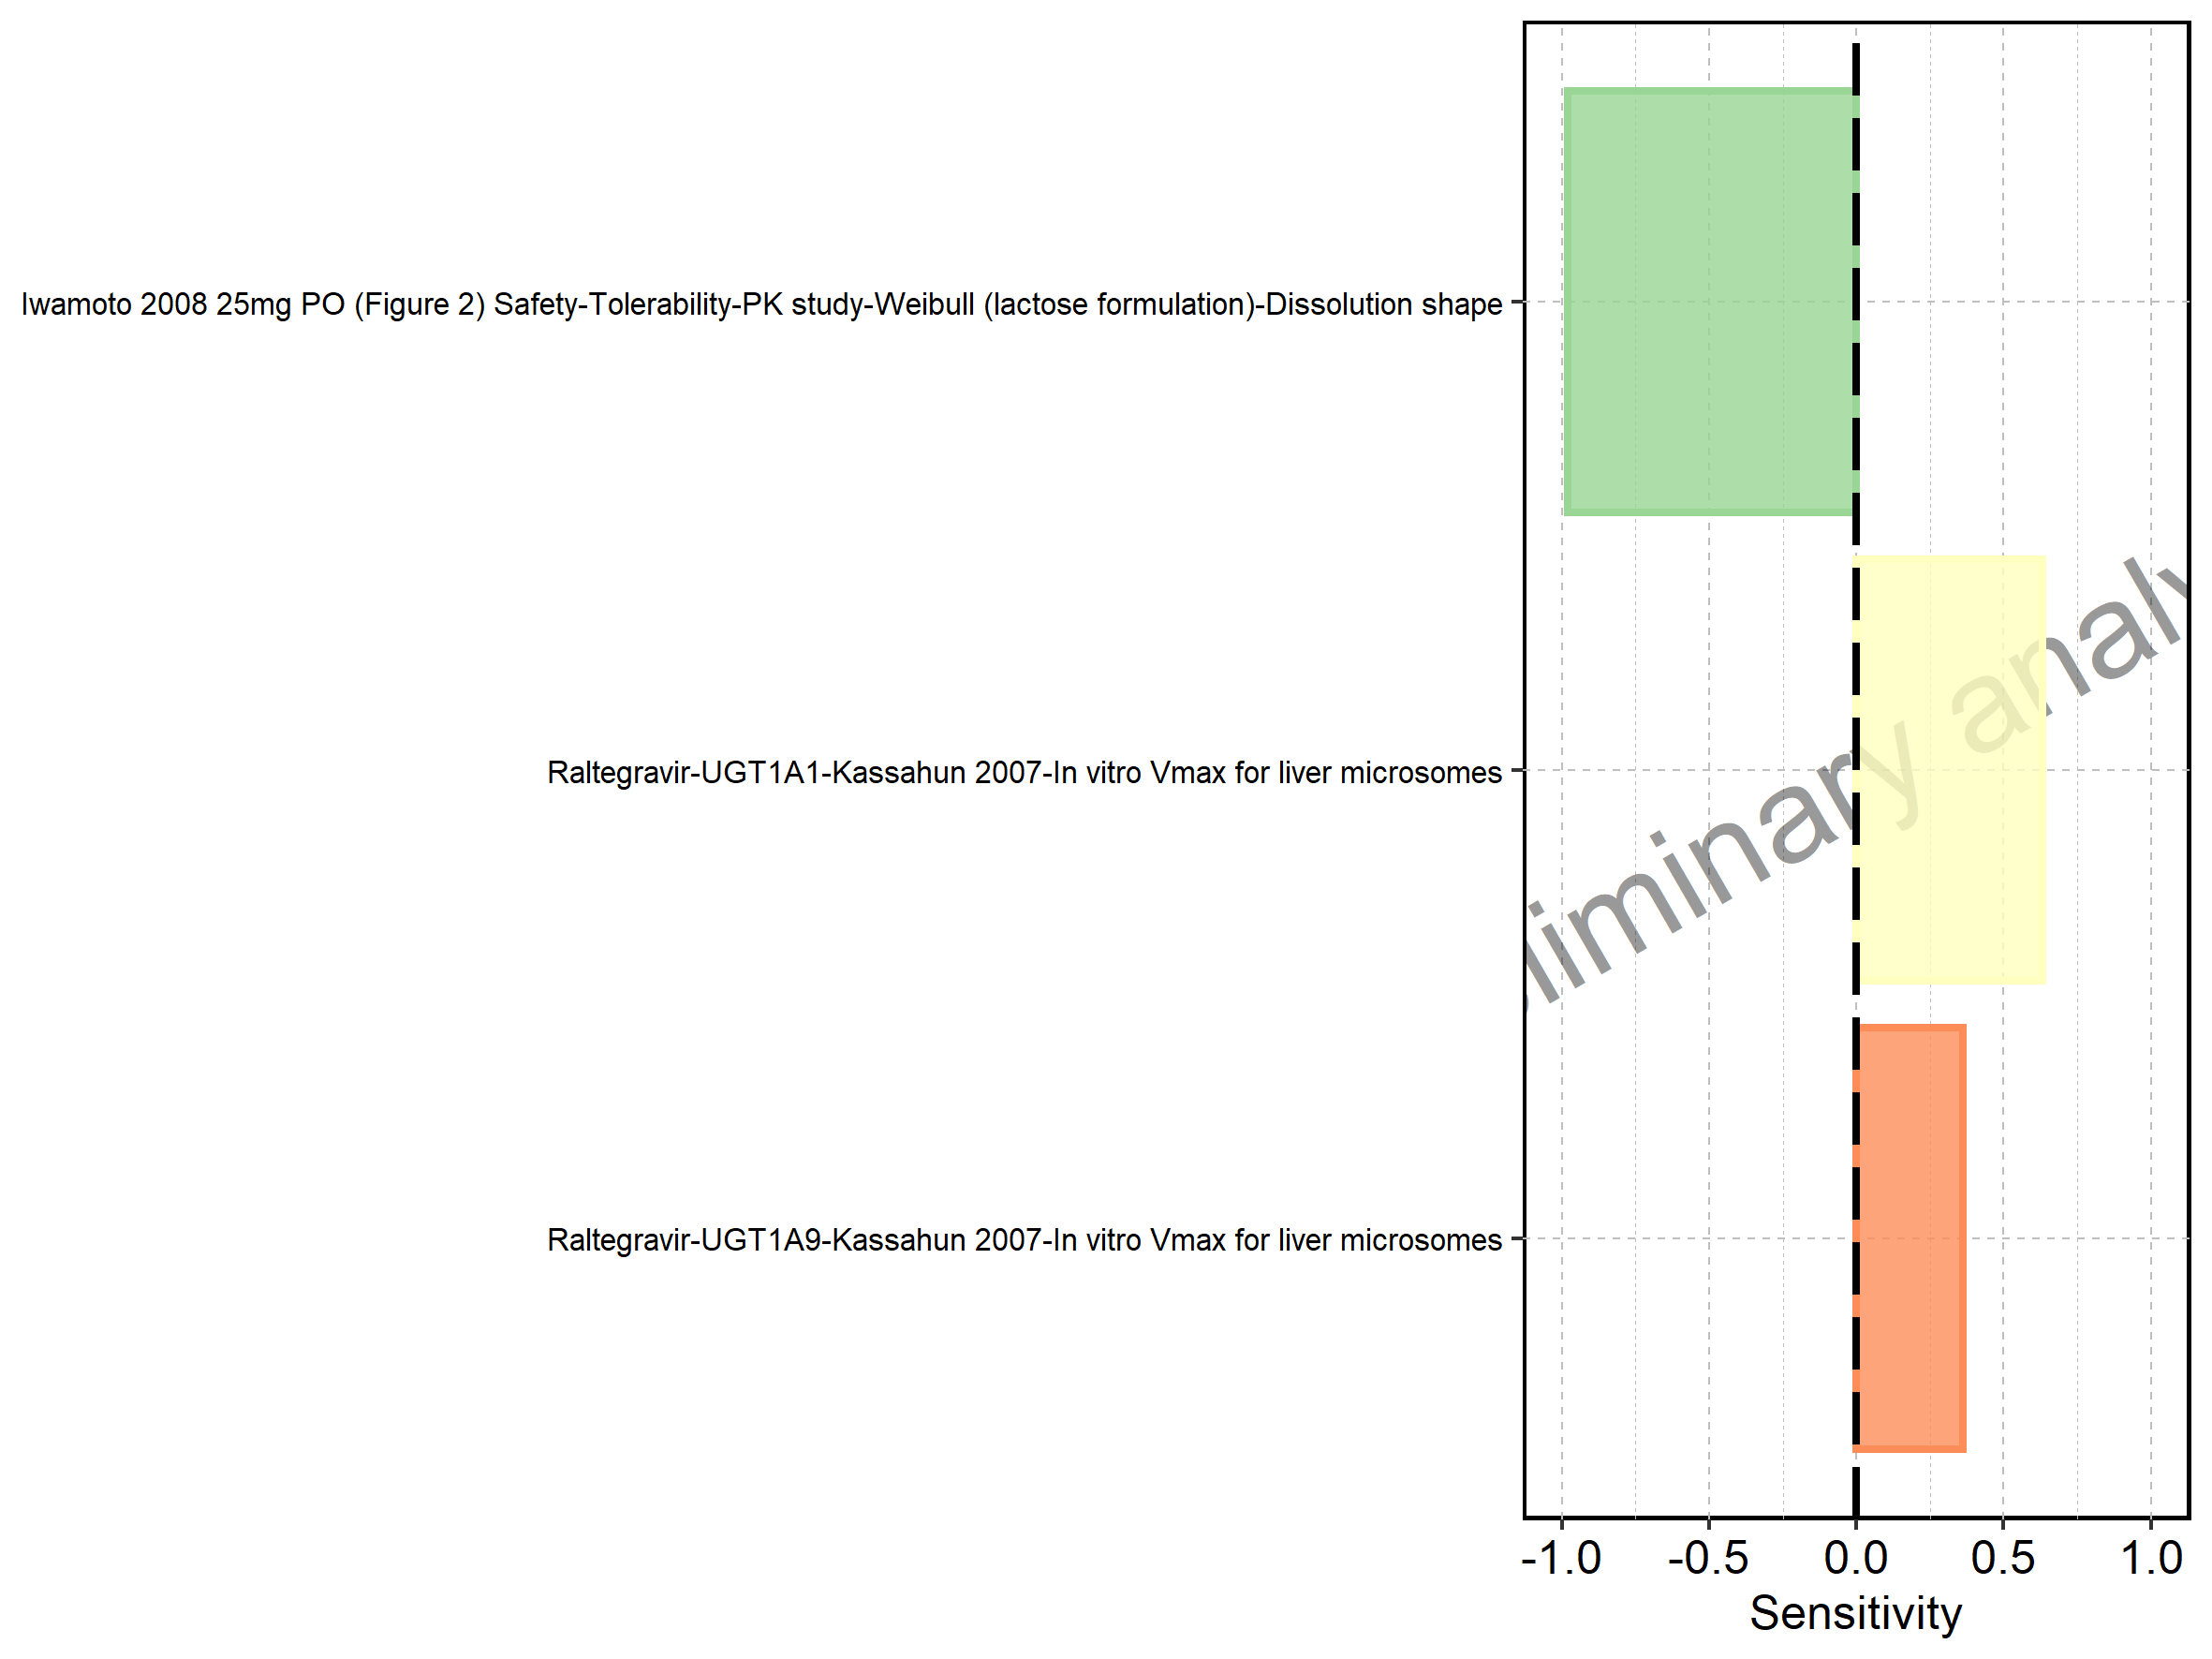 Iwamoto 2008 25mg PO (Figure 2) Safety-Tolerability-PK study-Weibull (lactose formulation)-Dissolution shape
Raltegravir-UGT1A1-Kassahun 2007-In vitro Vmax for liver microsomes
Raltegravir-UGT1A9-Kassahun 2007-In vitro Vmax for liver microsomes
-1.0 -0.5 0.0 0.5 1.0
Sensitivity